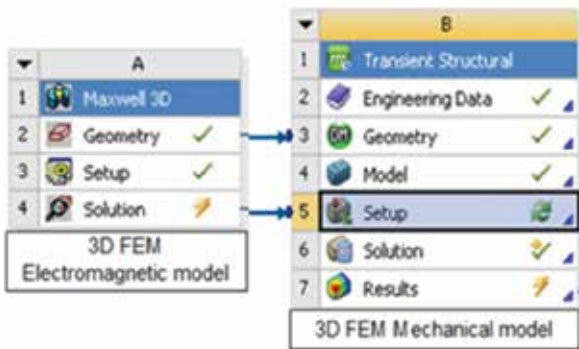 A
1 Maxwell 3D
2 Geometry
3 Setup
4 Solution
3D FEM
Electromagnetic model
B
1 Transient Structural
2 Engineering Data
3 Geometry
4 Model
5 Setup
6 Solution
7 Results
3D FEM Mechanical model